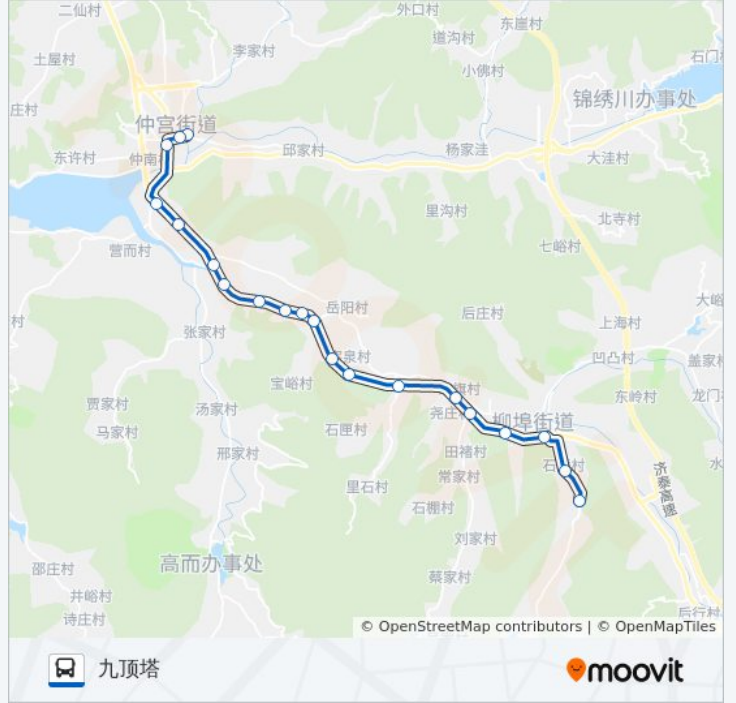 二仙村
外口村
东崖村
道沟村
李家村
土屋村
石门
小佛村
锦绣川办事处
庄村
仲宫街道
邱家村
杨家洼
东许村
仲南
大洼村
里沟村
北寺村
七峪村
营而村
大峪
岳阳村
后庄村
村
上海村
张家村
泉村
凹凸村
盖家村
宝峪村
旗村
东岭村
龙门
贾家村
汤家村
尧庄
柳埠街道
马家村
石匣村
邢家村
田禇村
石
村
水
常家村
济泰高速
里石村
石棚村
刘家村
高而办事处
邵庄村
蔡家村
井峪村
诗庄村
后行村
© OpenStreetMap contributors | © OpenMapTiles
九顶塔
moovit